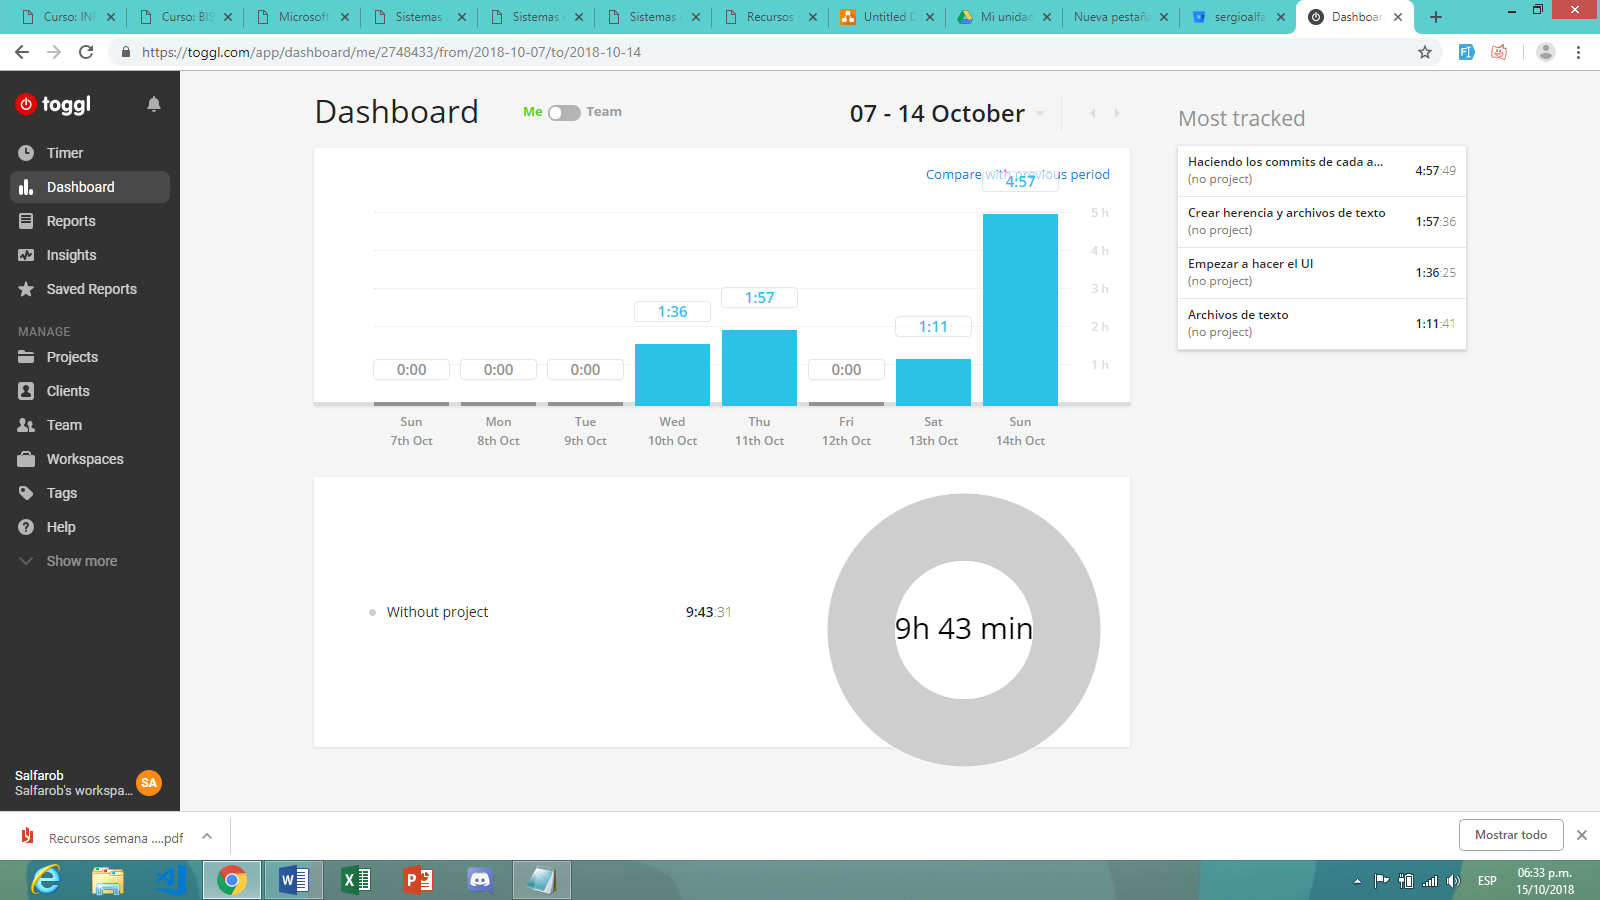 Curso: INF
Curso: BIS
Microsoft
Sistemas
Sistemas
Sistemas
Recursos
Untitled D
Mi unidad
Nueva pestaña
sergioalfa
Dashboar
https://toggl.com/app/dashboard/me/2748433/from/2018-10-07/to/2018-10-14
toggl
Timer
Dashboard
Reports
Insights
Saved Reports
MANAGE
Projects
Clients
Team
Workspaces
Tags
Help
Show more
Salfarob
Salfarob's workspa...
SA
Dashboard
Me Team
07 - 14 October
Compare with previous period
5 h
4 h
3 h
2 h
1 h
0:00
0:00
0:00
1:36
1:57
0:00
1:11
4:57
Sun
7th Oct
Mon
8th Oct
Tue
9th Oct
Wed
10th Oct
Thu
11th Oct
Fri
12th Oct
Sat
13th Oct
Sun
14th Oct
Without project 9:43:31
9h 43 min
Most tracked
Haciendo los commits de cada a... 4:57:49
(no project)
Crear herencia y archivos de texto 1:57:36
(no project)
Empezar a hacer el UI 1:36:25
(no project)
Archivos de texto 1:11:41
(no project)
Recursos semana ....pdf
Mostrar todo
ESP
06:33 p.m.
15/10/2018